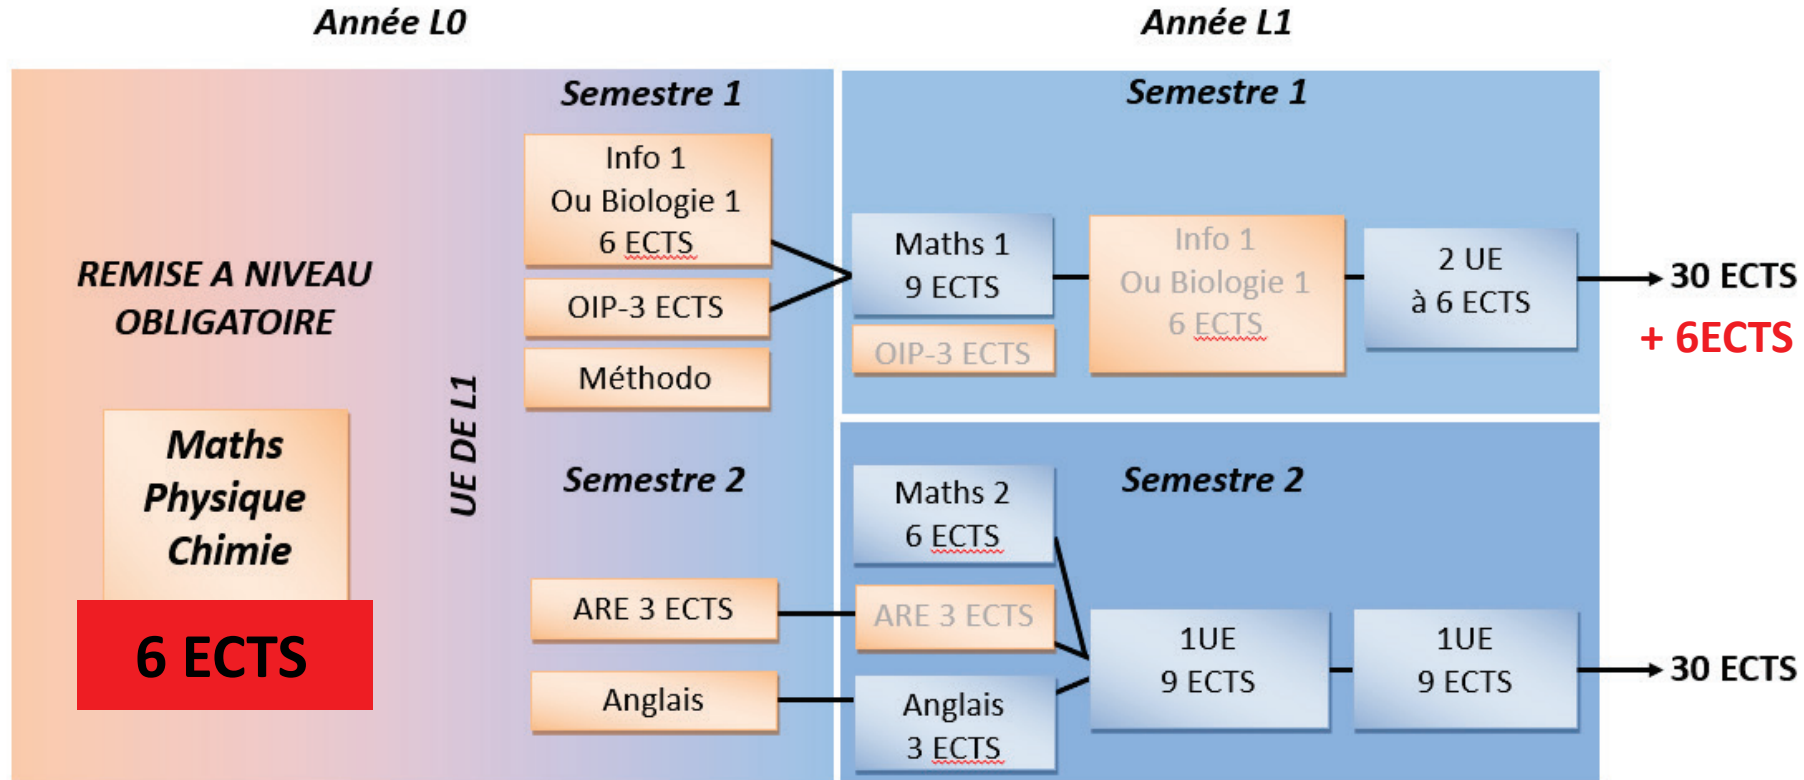 Année L0
Année L1
REMISE A NIVEAU
OBLIGATOIRE
Maths
Physique
Chimie
6 ECTS
UE DE L1
Semestre 1
Info 1
Ou Biologie 1
6 ECTS
OIP-3 ECTS
Méthodo
Semestre 2
ARE 3 ECTS
Anglais
Semestre 1
Maths 1
9 ECTS
OIP-3 ECTS
Info 1
Ou Biologie 1
6 ECTS
2 UE
à 6 ECTS
30 ECTS
+ 6ECTS
Semestre 2
Maths 2
6 ECTS
ARE 3 ECTS
Anglais
3 ECTS
1UE
9 ECTS
1UE
9 ECTS
30 ECTS